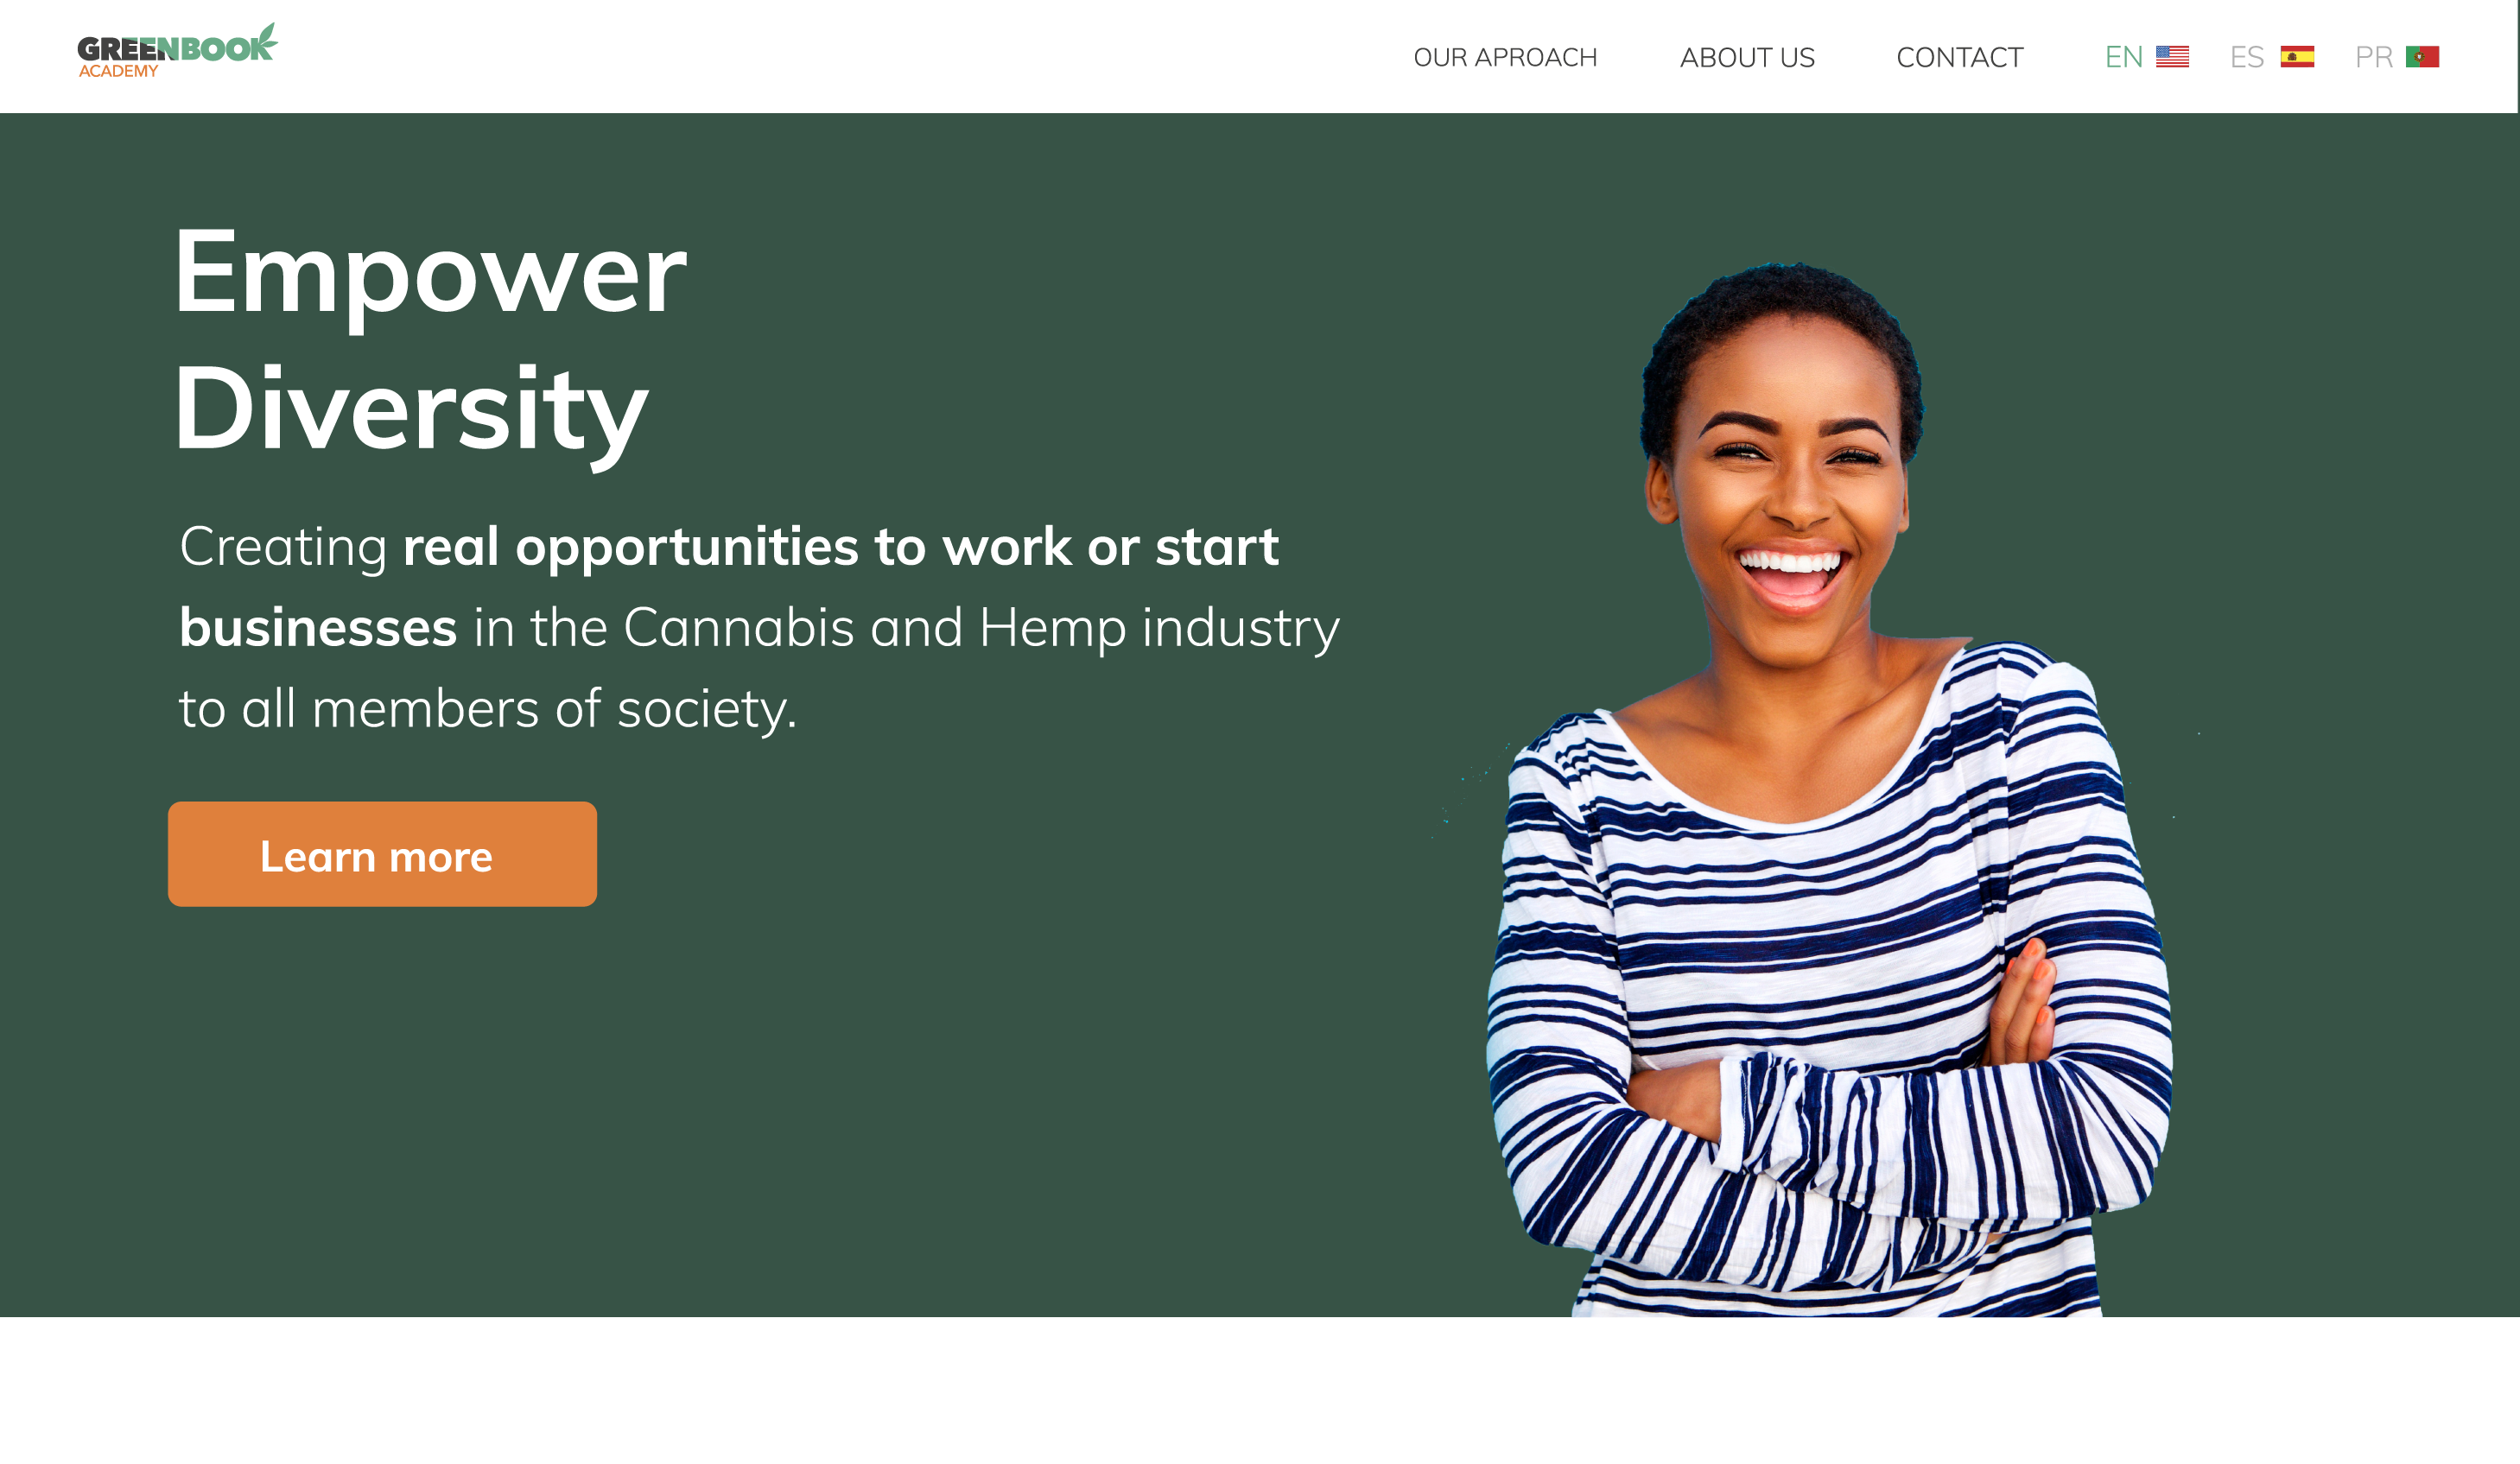 GREENBOOK
ACADEMY
OUR APROACH ABOUT US CONTACT EN ES PR
Empower
Diversity
Creating real opportunities to work or start
businesses in the Cannabis and Hemp industry
to all members of society.
Learn more